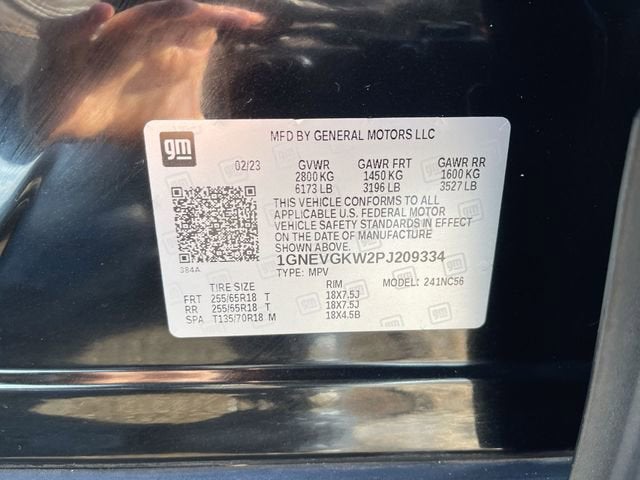 gm
MFD BY GENERAL MOTORS LLC
02/23 GVWR GAWR FRT GAWR RR
2800 KG 1450 KG 1600 KG
6173 LB 3196 LB 3527 LB
THIS VEHICLE CONFORMS TO ALL
APPLICABLE U.S. FEDERAL MOTOR
VEHICLE SAFETY STANDARDS IN EFFECT
ON THE DATE OF MANUFACTURE
SHOWN ABOVE.
384A 1GNEVGKW2PJ209334
TYPE: MPV MODEL: 241NC56
TIRE SIZE RIM
FRT 255/65R18 T 18X7.5J
RR 255/65R18 T 18X7.5J
SPA T135/70R18 M 18X4.5B